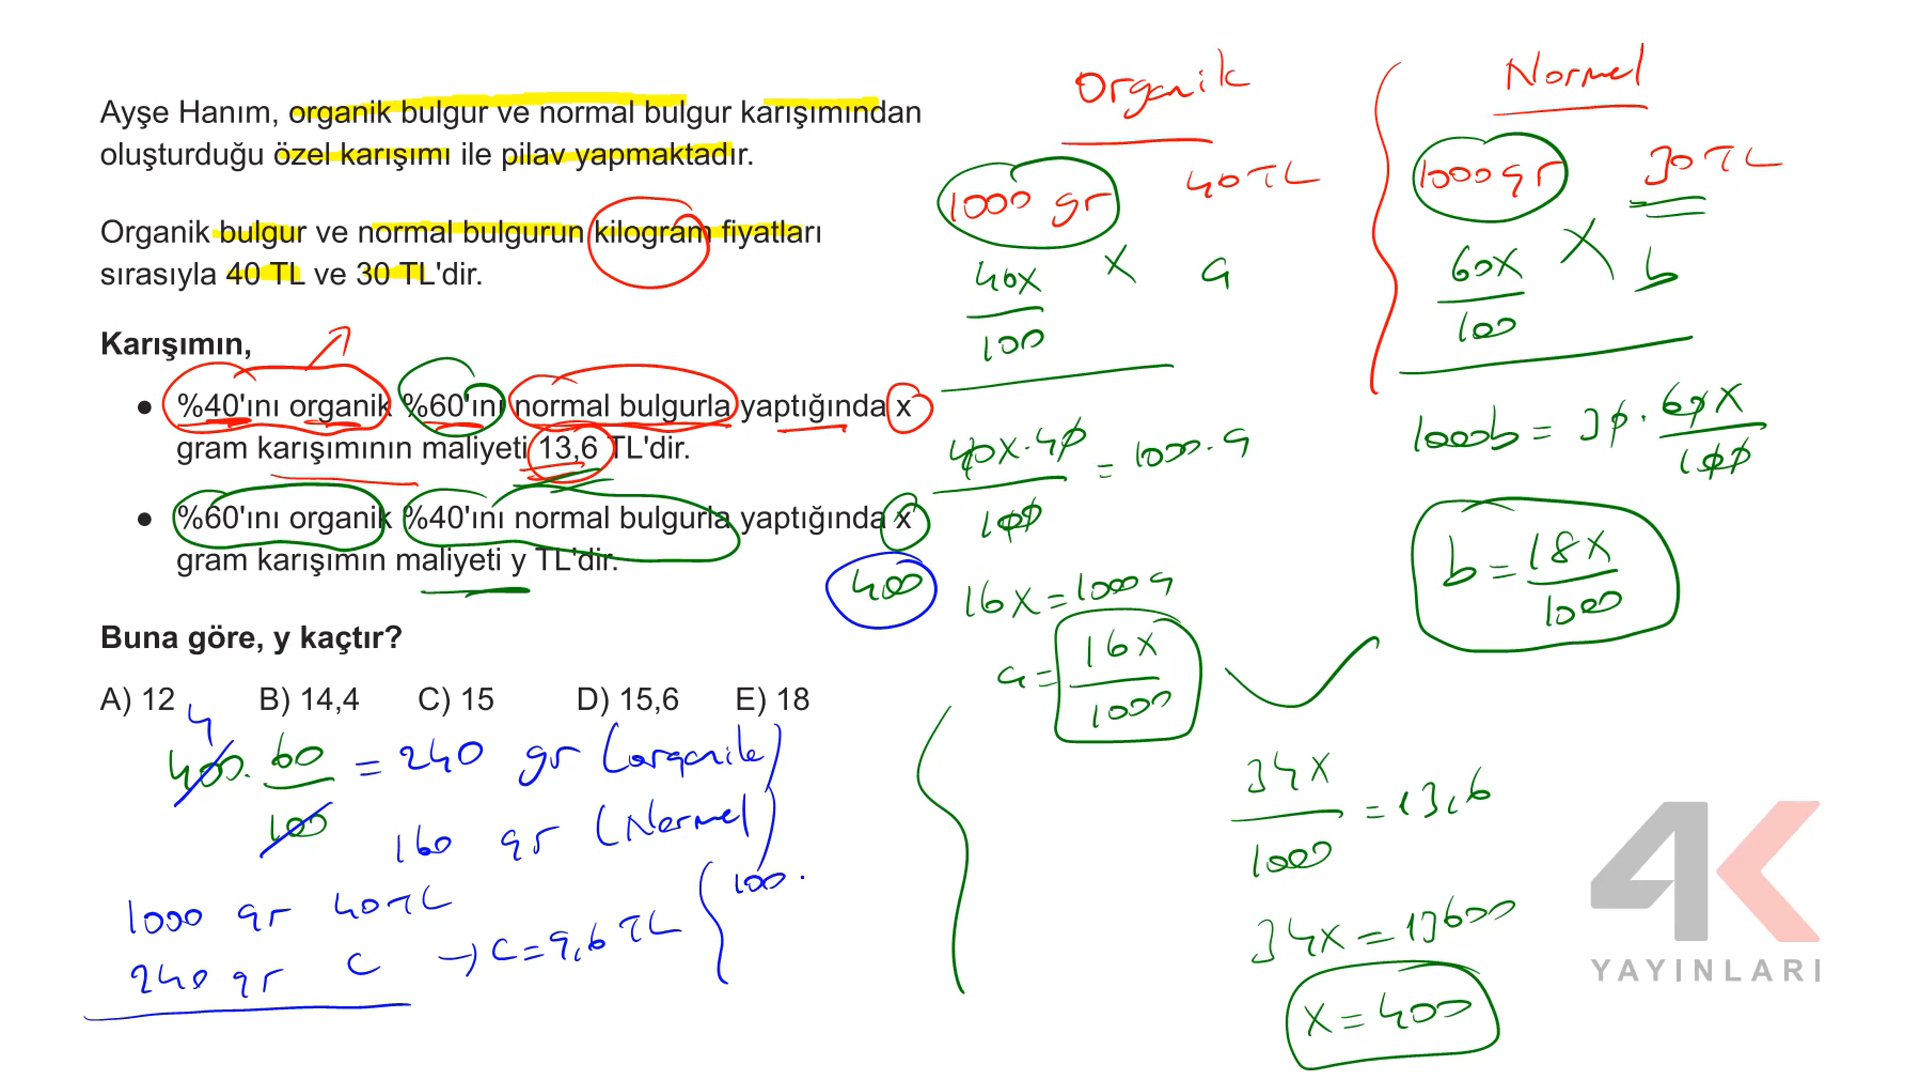 Ayşe Hanım, organik bulgur ve normal bulgur karışımından
oluşturduğu özel karışımı ile pilav yapmaktadır.
Organik bulgur ve normal bulgurun kilogram fiyatları
sırasıyla 40 TL ve 30 TL'dir.
Karışımın,
● %40'ını organik %60'ını normal bulgurla yaptığında x
gram karışımının maliyeti 13,6 TL'dir.
● %60'ını organik %40'ını normal bulgurla yaptığında x
gram karışımın maliyeti y TL'dir.
400
Buna göre, y kaçtır?
A) 12 B) 14,4 C) 15 D) 15,6 E) 18
4
400. 60/100 = 240 gr (organik)
160 gr (Normal)
1000 gr 40TL
240 gr C → C=9,6 TL
100.
Organik
1000 gr 40TL
40x/100 x a
40x.40/100 = 1000.a
16x=1000a
a= 16x/1000
Normal
1000gr 30TL
60x/100 X b
1000b = 30. 60x/100
b= 18x/1000
34x/1000 = 13,6
34x=13600
x=400
4K
YAYINLARI